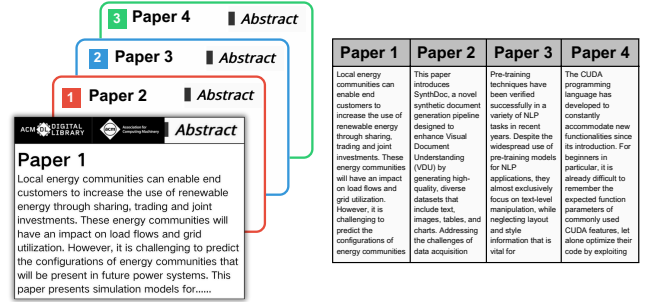 3 Paper 4 Abstract
2 Paper 3 Abstract
1 Paper 2 Abstract
ACM DL DIGITAL LIBRARY acm Association for Computing Machinery Abstract
Paper 1
Local energy communities can enable end
customers to increase the use of renewable
energy through sharing, trading and joint
investments. These energy communities will
have an impact on load flows and grid
utilization. However, it is challenging to predict
the configurations of energy communities that
will be present in future power systems. This
paper presents simulation models for......
Paper 1
Local energy
communities can
enable end
customers to
increase the use of
renewable energy
through sharing,
trading and joint
investments. These
energy communities
will have an impact
on load flows and
grid utilization.
However, it is
challenging to
predict the
configurations of
energy communities
Paper 2
This paper
introduces
SynthDoc, a novel
synthetic document
generation pipeline
designed to
enhance Visual
Document
Understanding
(VDU) by
generating high-
quality, diverse
datasets that
include text,
images, tables, and
charts. Addressing
the challenges of
data acquisition
Paper 3
Pre-training
techniques have
been verified
successfully in a
variety of NLP
tasks in recent
years. Despite the
widespread use of
pre-training models
for NLP
applications, they
almost exclusively
focus on text-level
manipulation, while
neglecting layout
and style
information that is
vital for
Paper 4
The CUDA
programming
language has
developed to
constantly
accommodate new
functionalities since
its introduction. For
beginners in
particular, it is
already difficult to
remember the
expected function
parameters of
commonly used
CUDA features, let
alone optimize their
code by exploiting